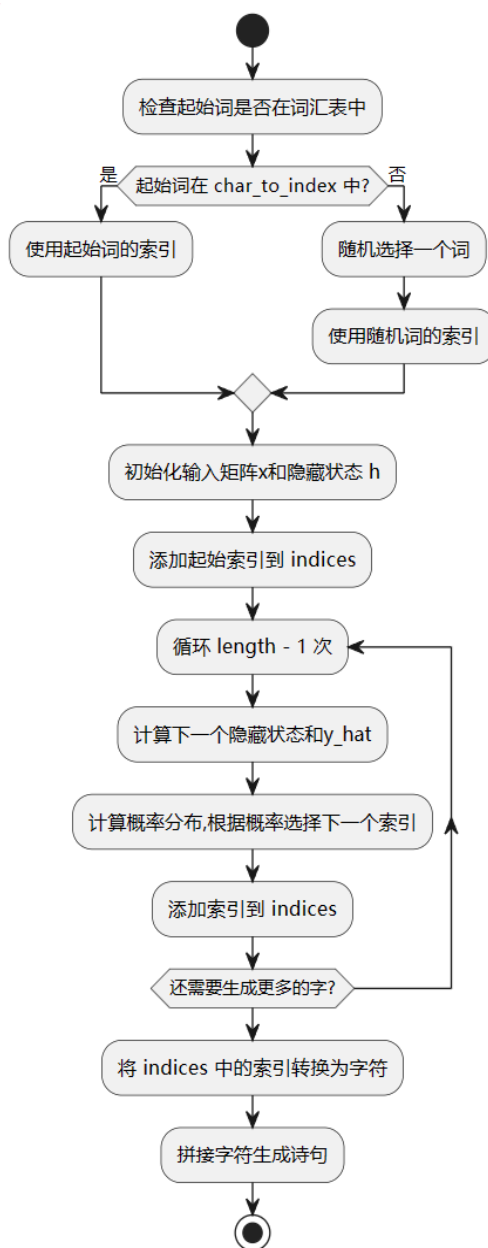 检查起始词是否在词汇表中
是
起始词在 char_to_index 中?
否
使用起始词的索引
随机选择一个词
使用随机词的索引
初始化输入矩阵x和隐藏状态 h
添加起始索引到 indices
循环 length - 1 次
计算下一个隐藏状态和y_hat
计算概率分布,根据概率选择下一个索引
添加索引到 indices
还需要生成更多的字?
将 indices 中的索引转换为字符
拼接字符生成诗句